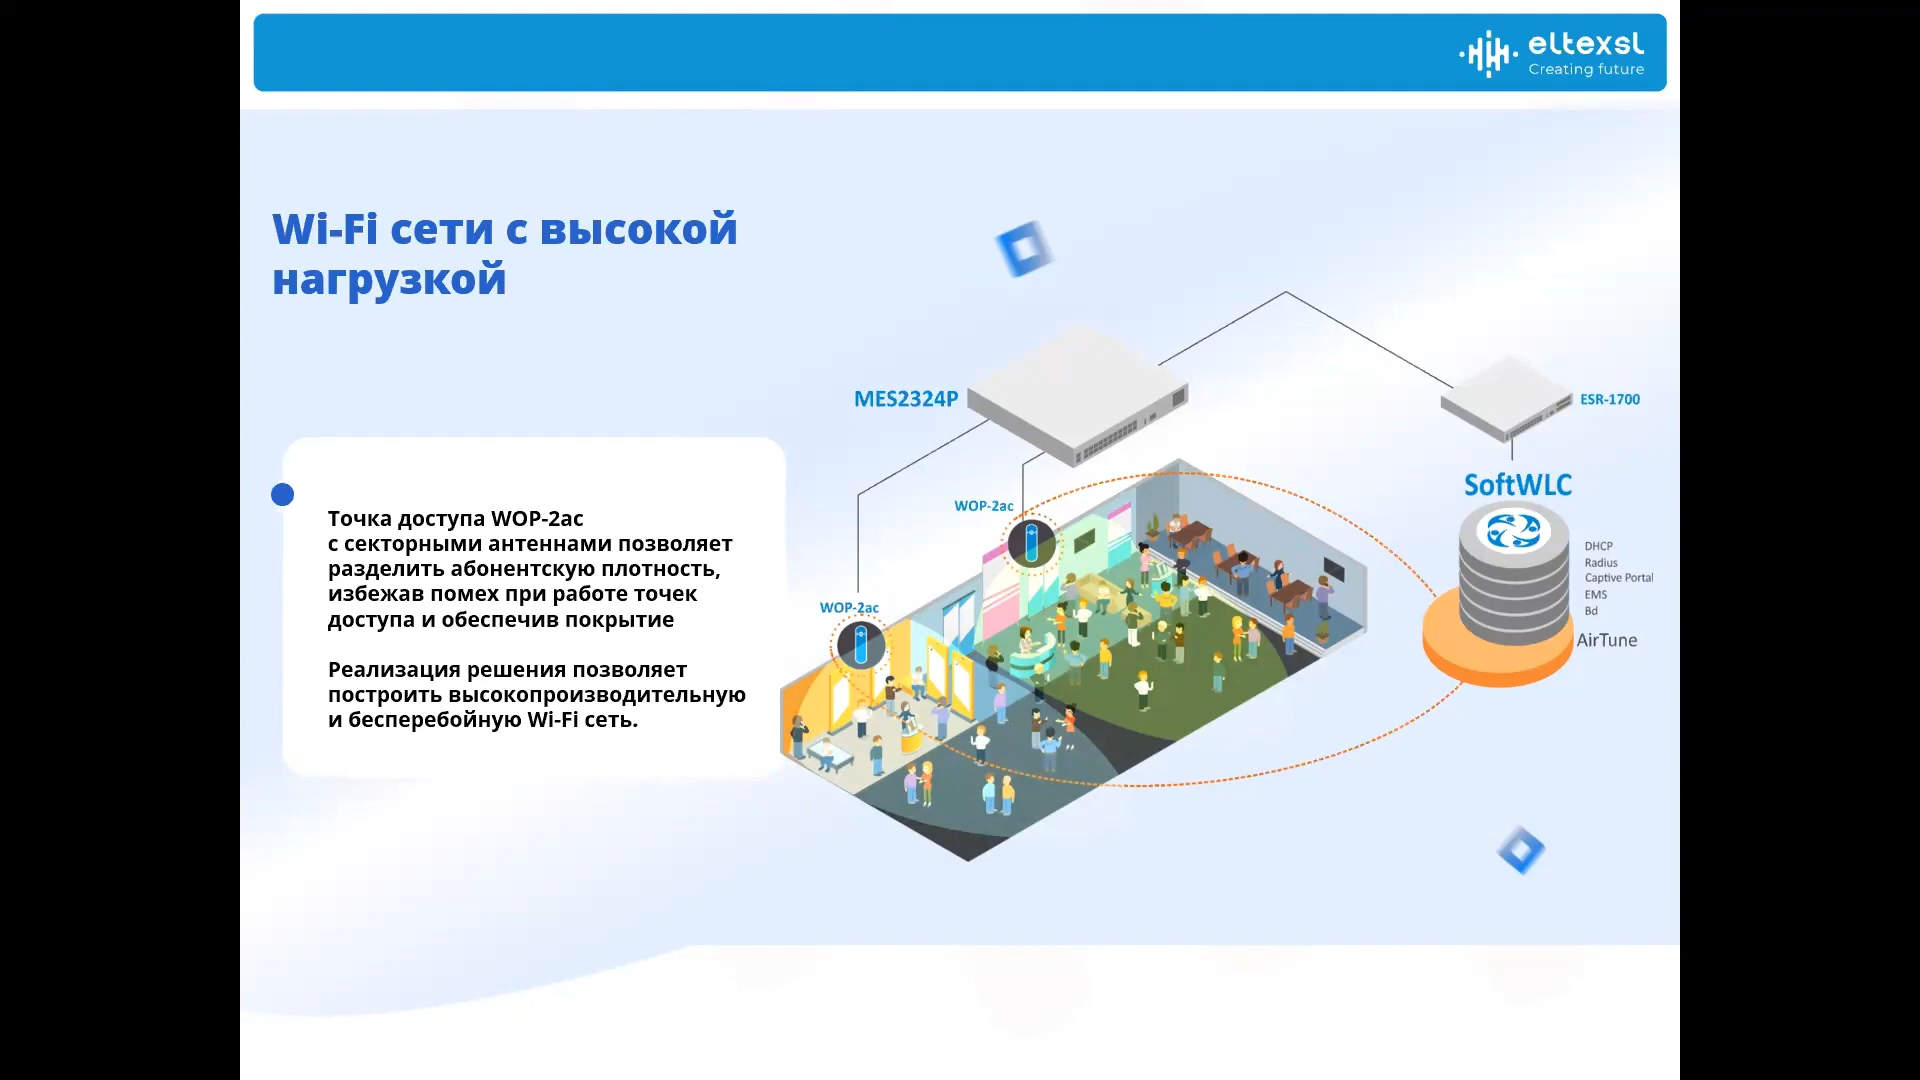 eltexsl
Creating future
Wi-Fi сети с высокой
нагрузкой
Точка доступа WOP-2ac
с секторными антеннами позволяет
разделить абонентскую плотность,
избежав помех при работе точек
доступа и обеспечив покрытие
Реализация решения позволяет
построить высокопроизводительную
и бесперебойную Wi-Fi сеть.
MES2324P
ESR-1700
WOP-2ac
WOP-2ac
SoftWLC
DHCP
Radius
Captive Portal
EMS
Bd
AirTune